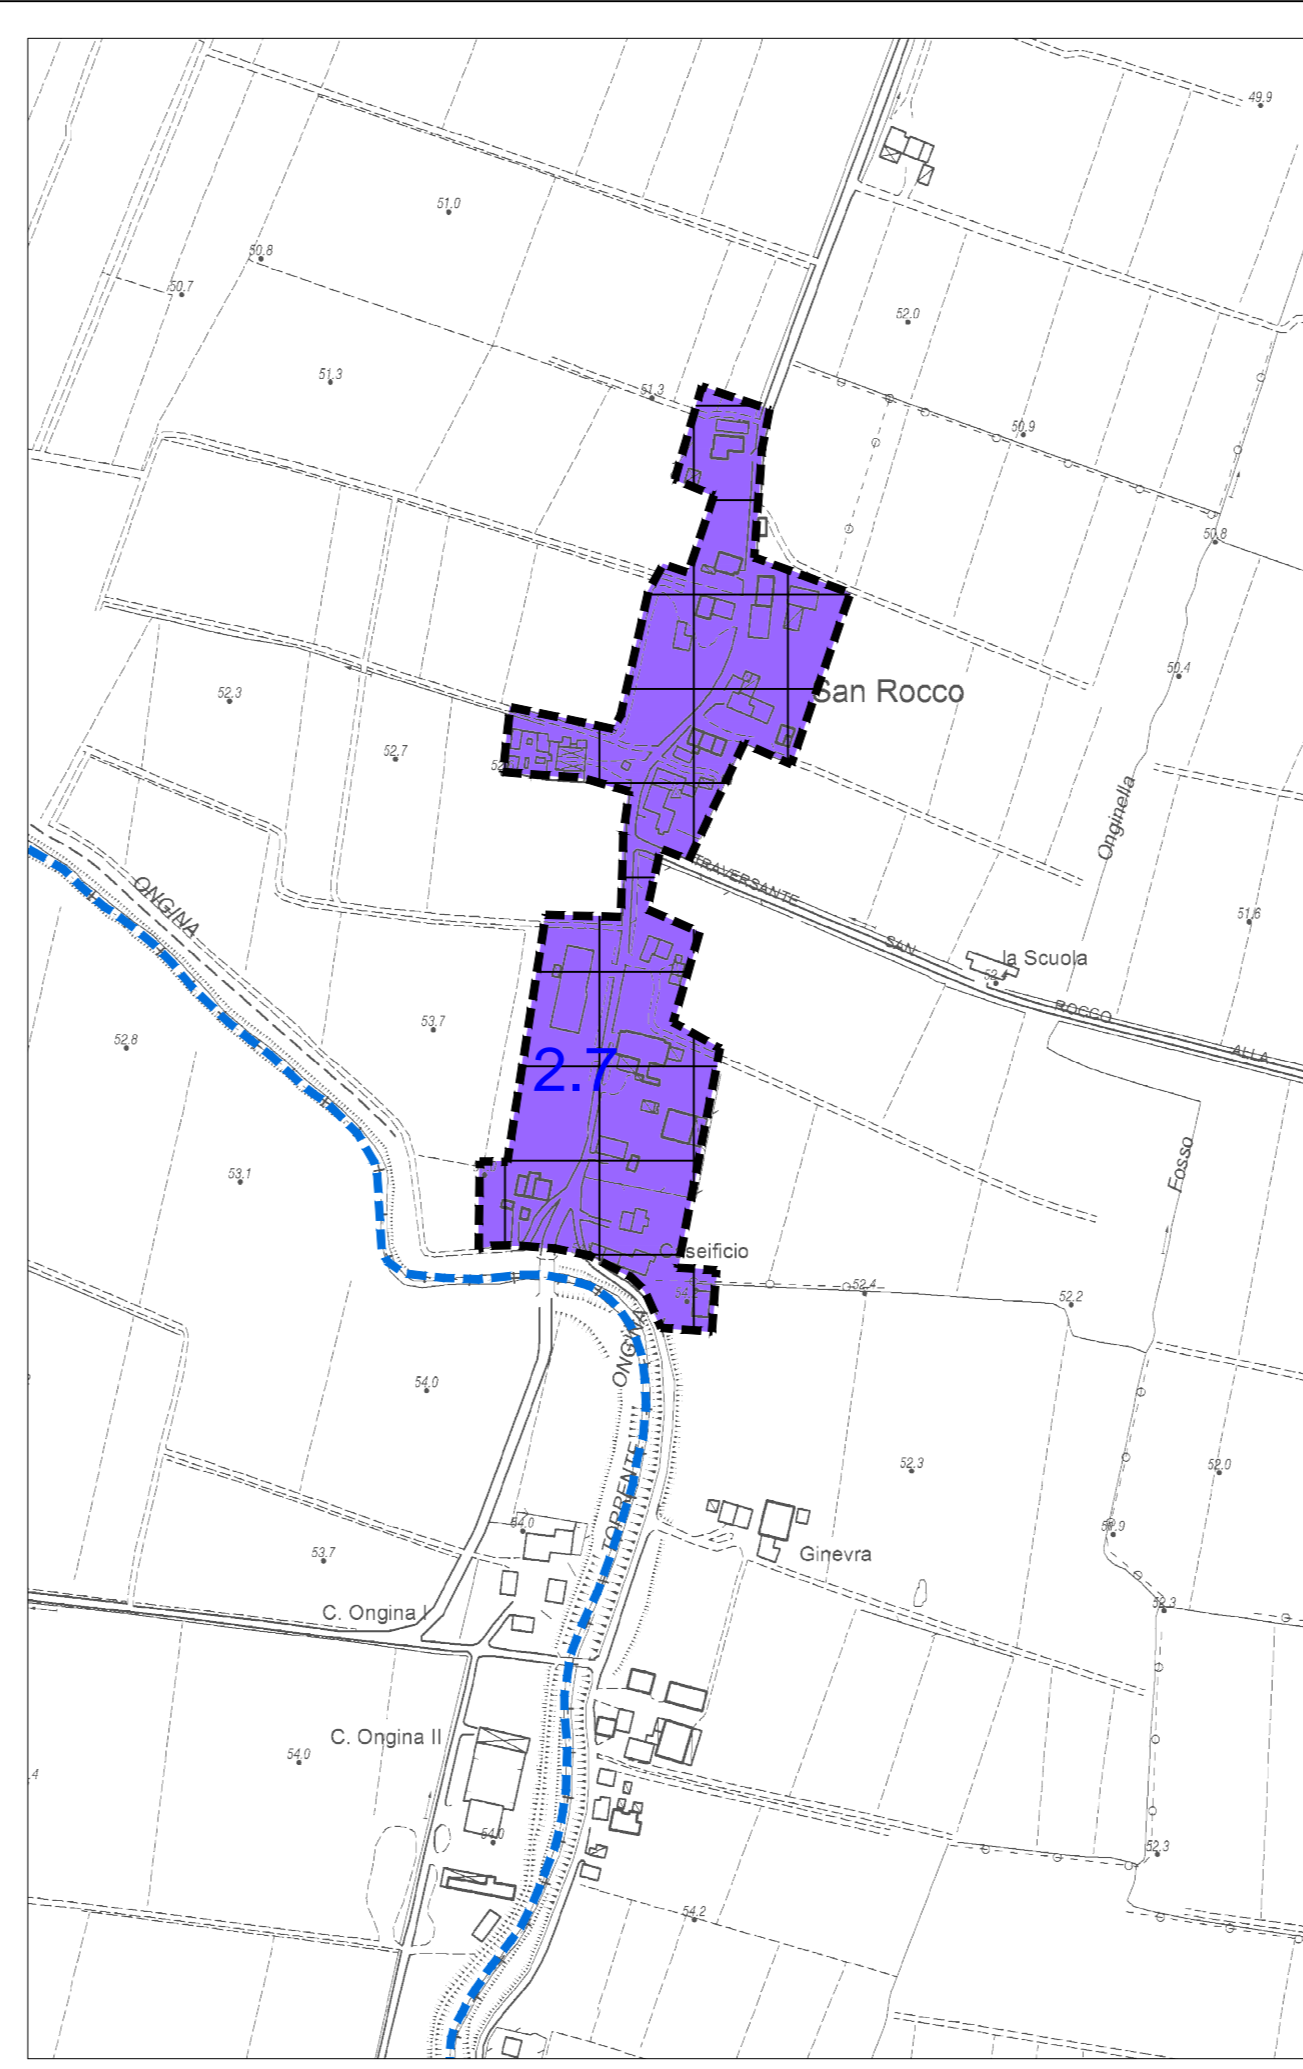 49.9
51.0
50.8
50.7
52.0
51.3
51.3
50.9
50.8
50.4
San Rocco
52.3
52.7
Onginella
ONGINA
TRAVERSANTE
SAN
ROCCO
ALLA
51.6
la Scuola
53.7
52.8
2.7
53.1
Fosso
Caseificio
52.4
52.2
TORRENTE
ONGINA
54.0
52.3
52.0
54.0
53.7
Ginevra
C. Ongina I
52.3
C. Ongina II
54.0
54.0
52.3
54.2